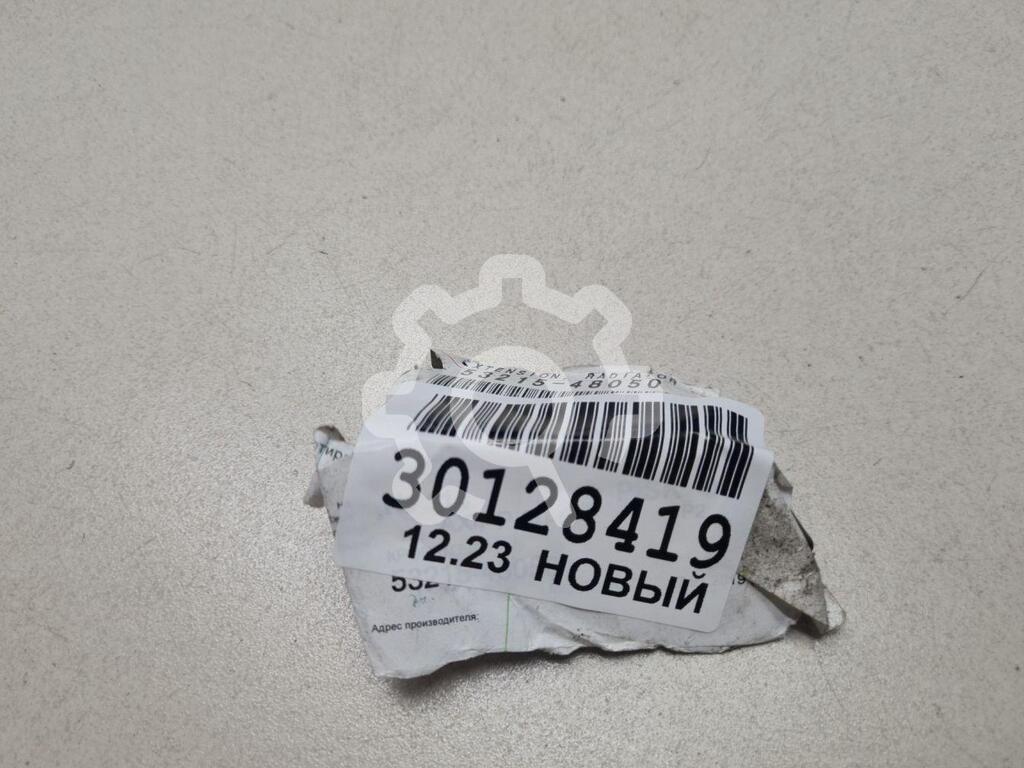 EXTENSION, RADIATOR
53215-48050
30128419
12.23 НОВЫЙ
Адрес производителя: